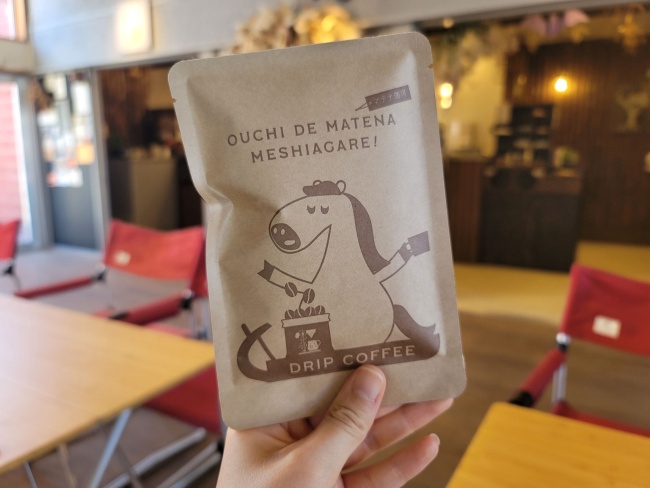 OUCHI DE MATENA
MESHIAGARE!
DRIP COFFEE